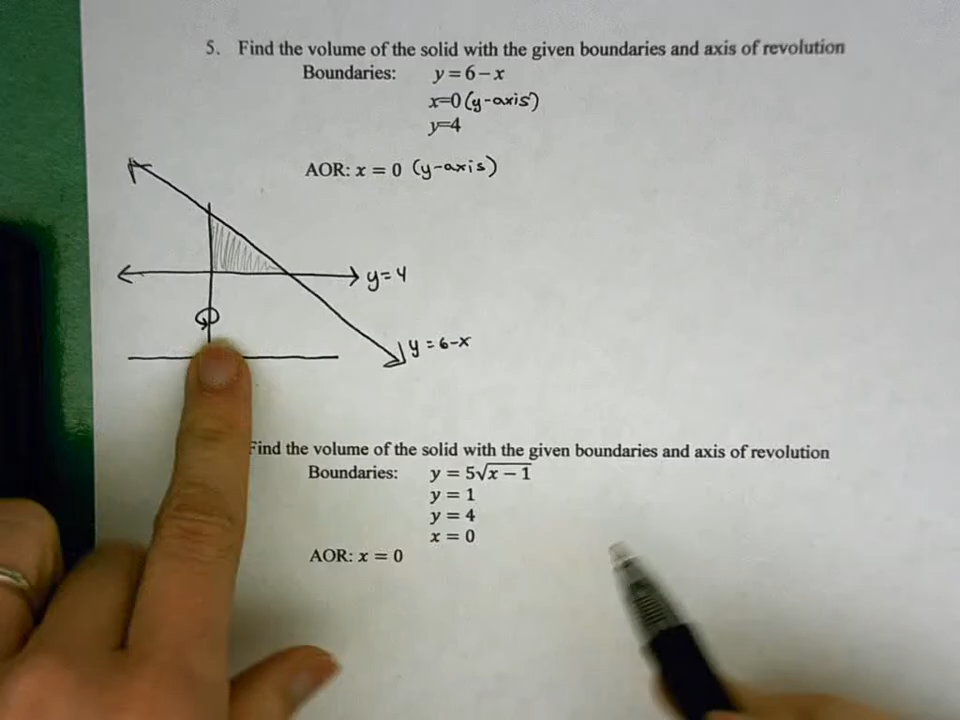 5. Find the volume of the solid with the given boundaries and axis of revolution
Boundaries: y = 6 − x
x=0 (y-axis)
y=4
AOR: x = 0 (y-axis)
y=4
y = 6-x
Find the volume of the solid with the given boundaries and axis of revolution
Boundaries: y = 5√x − 1
y = 1
y = 4
x = 0
AOR: x = 0